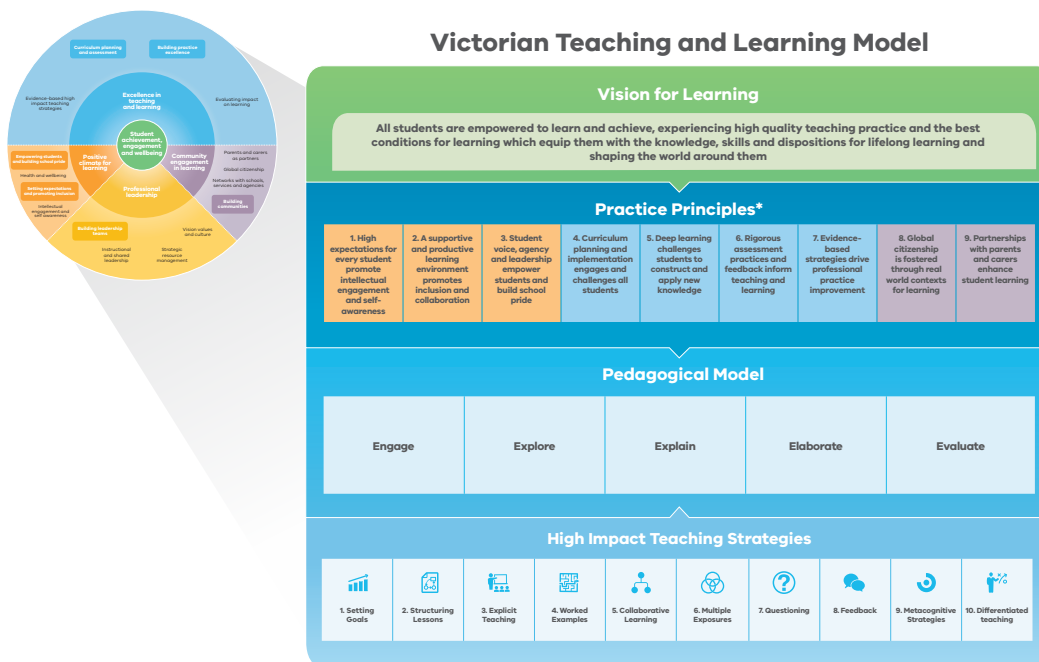 Victorian Teaching and Learning Model
Curriculum planning
and assessment
Building practice
excellence
Evidence-based high
impact teaching
strategies
Excellence in
teaching
and learning
Evaluating impact
on learning
Student
achievement,
engagement
and wellbeing
Empowering students
and building school pride
Health and wellbeing
Setting expectations
and promoting inclusion
Intellectual
engagement and
self awareness
Positive
climate for
learning
Community
engagement
in learning
Parents and carers
as partners
Global citizenship
Networks with schools,
services and agencies
Building
communities
Professional
leadership
Building leadership
teams
Instructional
and shared
leadership
Strategic
resource
management
Vision values
and culture
Vision for Learning
All students are empowered to learn and achieve, experiencing high quality teaching practice and the best
conditions for learning which equip them with the knowledge, skills and dispositions for lifelong learning and
shaping the world around them
Practice Principles*
1. High
expectations for
every student
promote
intellectual
engagement
and self-
awareness
2. A supportive
and productive
learning
environment
promotes
inclusion and
collaboration
3. Student
voice, agency
and leadership
empower
students and
build school
pride
4. Curriculum
planning and
implementation
engages and
challenges all
students
5. Deep learning
challenges
students to
construct and
apply new
knowledge
6. Rigorous
assessment
practices and
feedback inform
teaching and
learning
7. Evidence-
based
strategies drive
professional
practice
improvement
8. Global
citizenship
is fostered
through real
world contexts
for learning
9. Partnerships
with parents
and carers
enhance
student learning
Pedagogical Model
Engage
Explore
Explain
Elaborate
Evaluate
High Impact Teaching Strategies
1. Setting
Goals
2. Structuring
Lessons
3. Explicit
Teaching
4. Worked
Examples
5. Collaborative
Learning
6. Multiple
Exposures
7. Questioning
8. Feedback
9. Metacognitive
Strategies
10. Differentiated
teaching